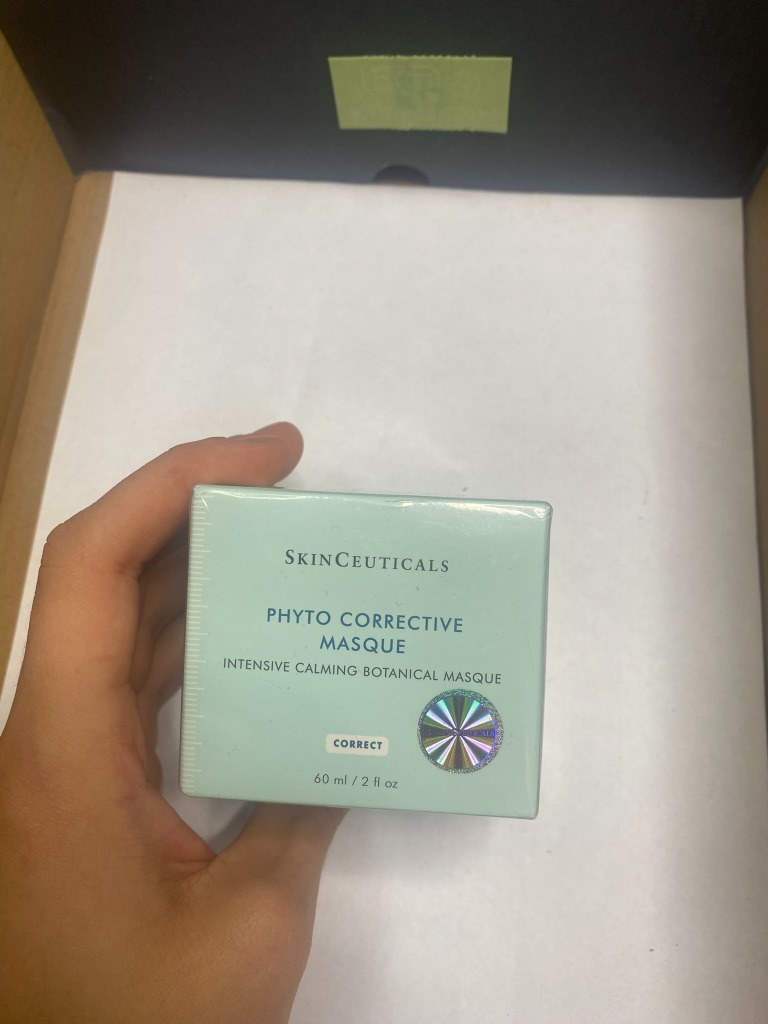 SKINCEUTICALS
PHYTO CORRECTIVE
MASQUE
INTENSIVE CALMING BOTANICAL MASQUE
CORRECT
60 ml / 2 fl oz